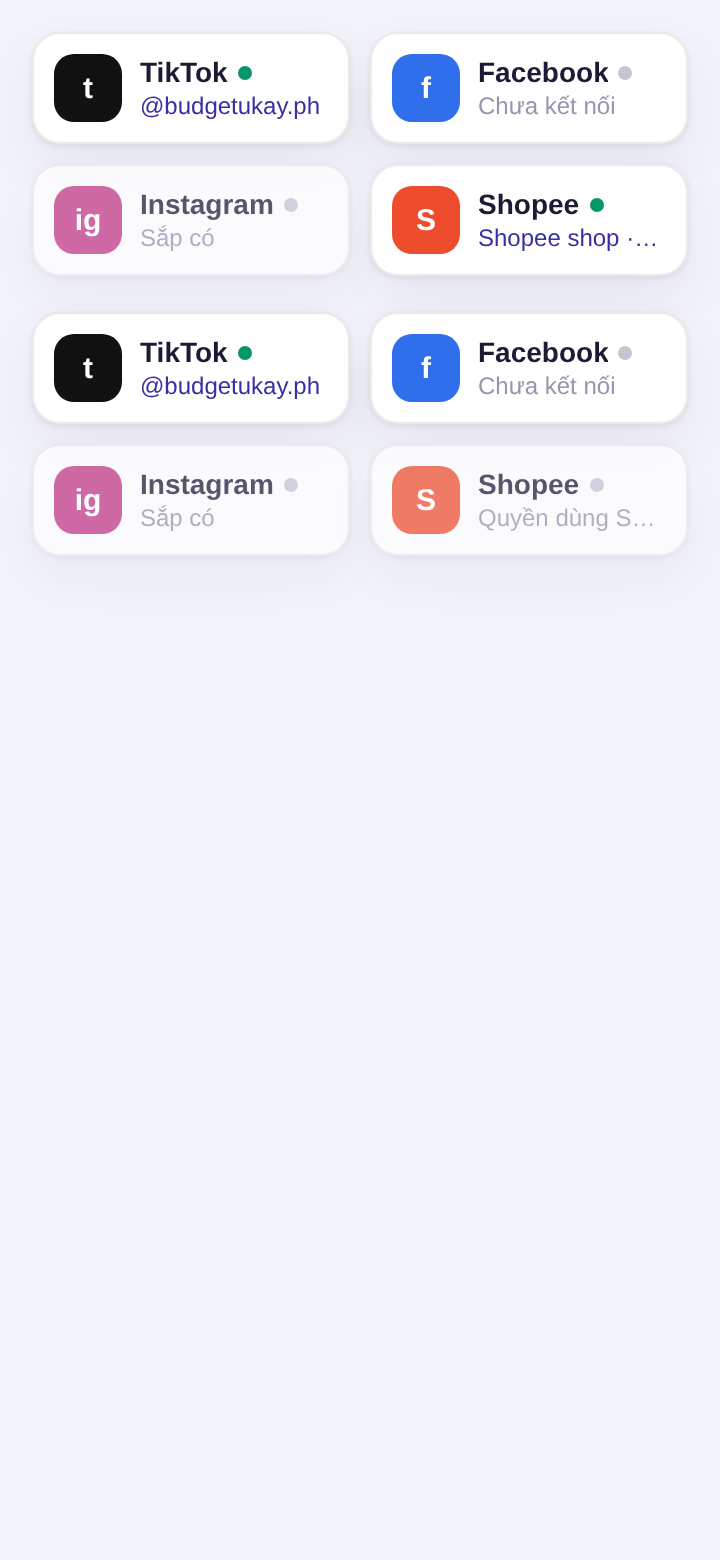 t
TikTok
@budgetukay.ph
f
Facebook
Chưa kết nối
ig
Instagram
Sắp có
S
Shopee
Shopee shop ·…
t
TikTok
@budgetukay.ph
f
Facebook
Chưa kết nối
ig
Instagram
Sắp có
S
Shopee
Quyền dùng S…